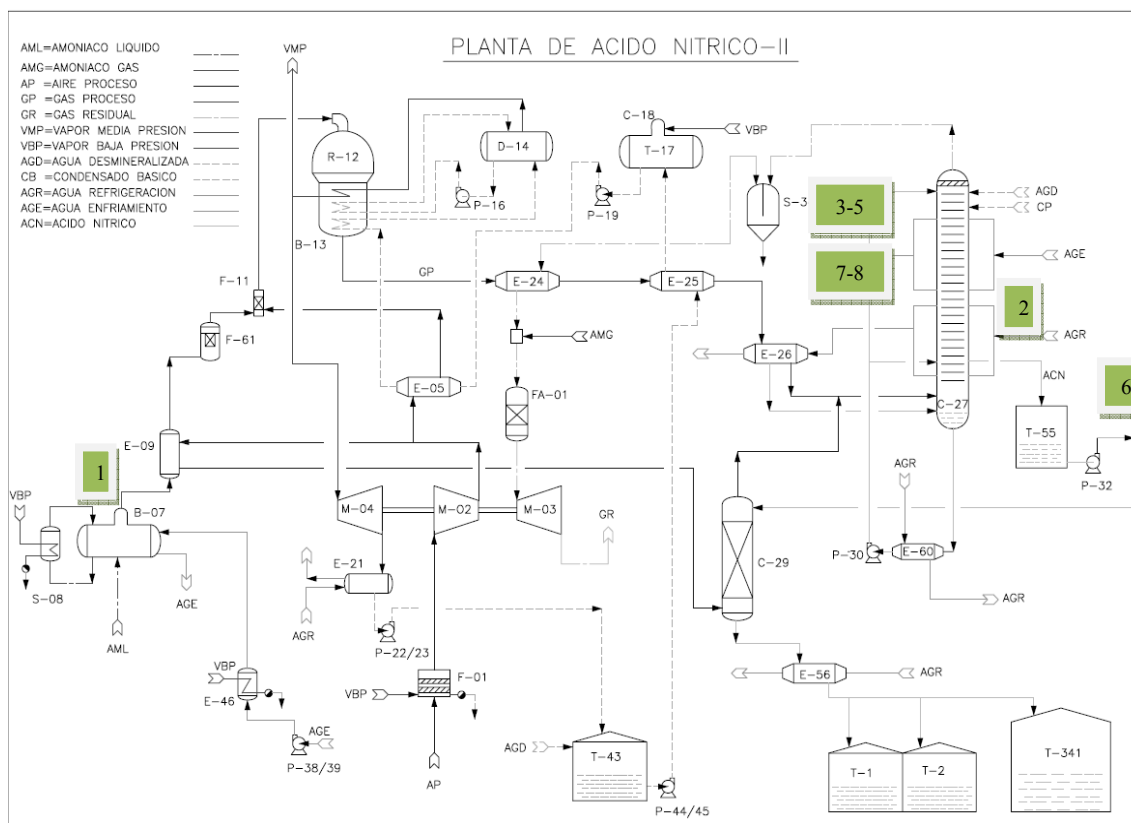 PLANTA DE ACIDO NITRICO-II
AML=AMONIACO LIQUIDO
AMG=AMONIACO GAS
AP =AIRE PROCESO
GP =GAS PROCESO
GR =GAS RESIDUAL
VMP=VAPOR MEDIA PRESION
VBP=VAPOR BAJA PRESION
AGD=AGUA DESMINERALIZADA
CB =CONDENSADO BASICO
AGR=AGUA REFRIGERACION
AGE=AGUA ENFRIAMIENTO
ACN=ACIDO NITRICO
VMP
R-12
B-13
D-14
P-16
C-18
T-17
VBP
P-19
S-3
3-5
7-8
AGD
CP
AGE
2
AGR
ACN
6
C-27
T-55
P-32
GP
E-24
E-25
E-26
AMG
FA-01
F-11
F-61
E-05
E-09
1
VBP
B-07
S-08
AML
AGE
M-04
M-02
M-03
GR
E-21
AGR
P-22/23
C-29
AGR
P-30
E-60
AGR
VBP
E-46
AGE
P-38/39
VBP
F-01
AP
AGD
T-43
P-44/45
E-56
AGR
T-1
T-2
T-341